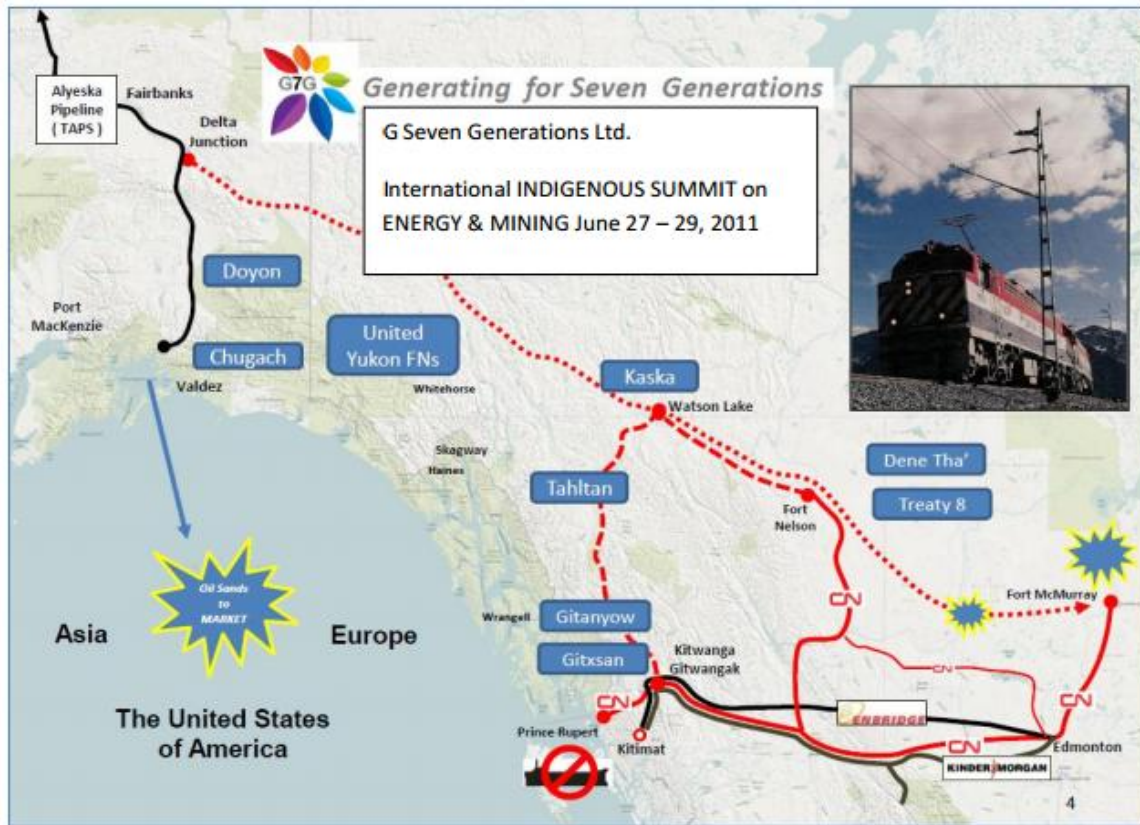 Alyeska
Pipeline
( TAPS )
Fairbanks
G7G
Generating for Seven Generations
Delta
Junction
G Seven Generations Ltd.
International INDIGENOUS SUMMIT on
ENERGY & MINING June 27 – 29, 2011
Doyon
Port
MacKenzie
United
Yukon FNs
Chugach
Valdez
Whitehorse
Kaska
Watson Lake
Skagway
Haines
Tahltan
Dene Tha'
Treaty 8
Fort
Nelson
Oil Sands
to
MARKET
Fort McMurray
CN
Asia
Europe
Wrangell
Gitanyow
Gitxsan
Kitwanga
Gitwangak
CN
The United States
of America
CN
Prince Rupert
Kitimat
ENBRIDGE
CN
CN
Edmonton
KINDER MORGAN
4